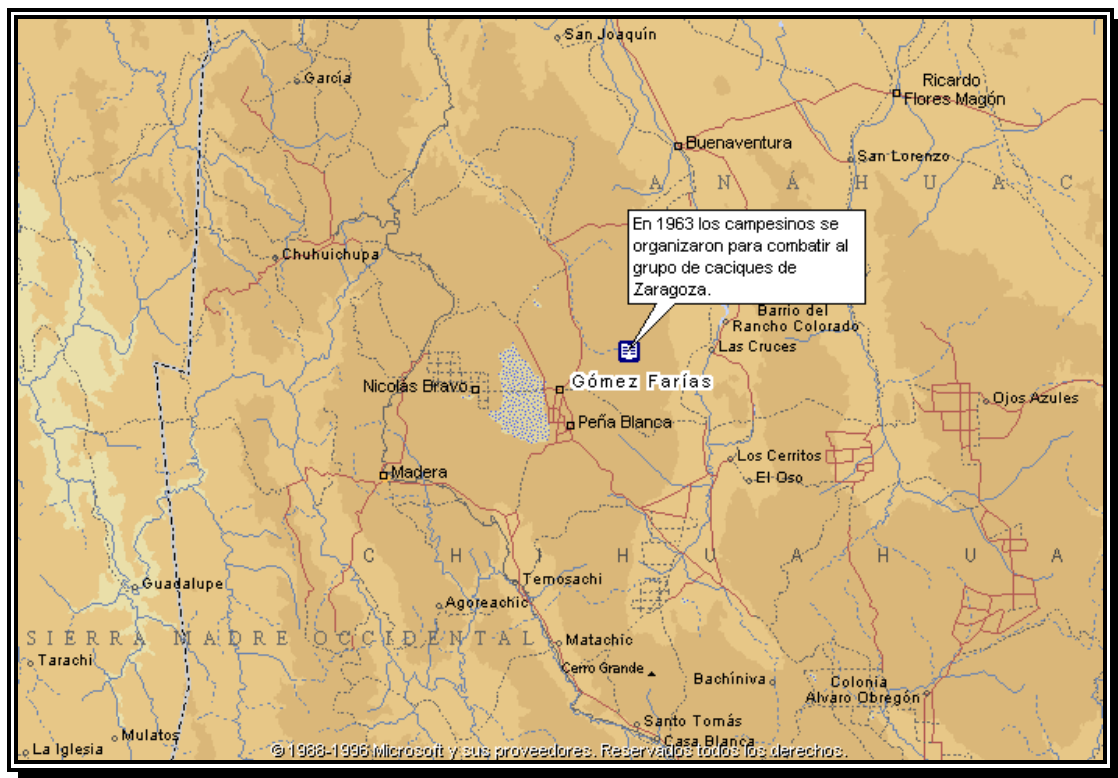 San Joaquín
García
Ricardo
Flores Magón
Buenaventura
San Lorenzo
A N Á H U A C
En 1963 los campesinos se
organizaron para combatir al
grupo de caciques de
Zaragoza.
Chuhuichupa
Barrio del
Rancho Colorado
Las Cruces
Nicolás Bravo
Gómez Farías
Ojos Azules
Peña Blanca
Los Cerritos
El Oso
Madera
C H I H U A H U A
Temosachi
Guadalupe
Agoreachic
SIERRA MADRE OCCIDENTAL
Matachic
Tarachi
Cerro Grande
Bachíniva
Colonia
Alvaro Obregón
Santo Tomás
Mulatos
Casa Blanca
La Iglesia
© 1988-1996 Microsoft y sus proveedores. Reservados todos los derechos.